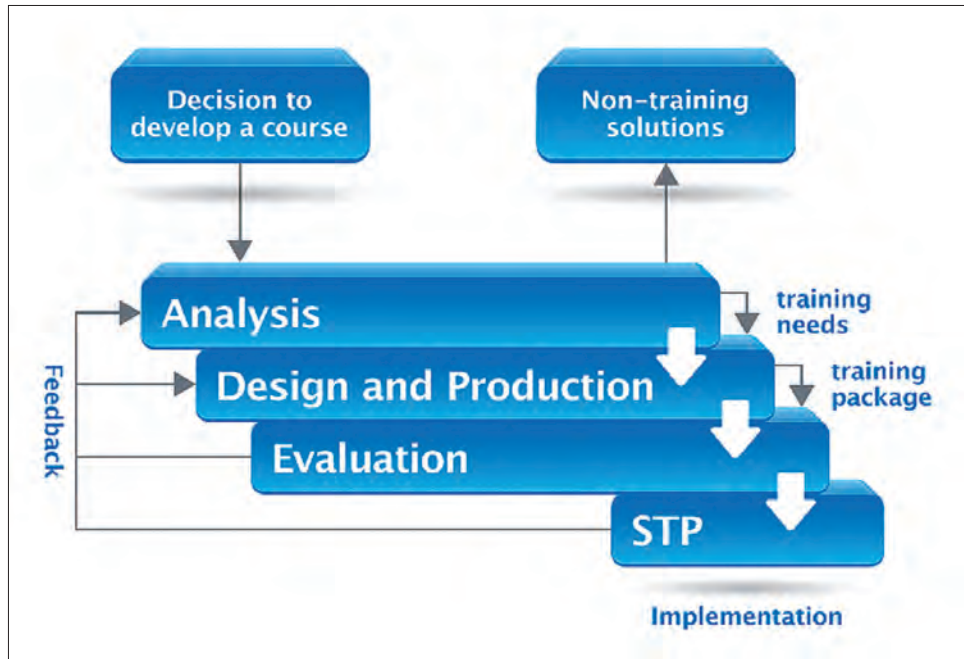 Decision to
develop a course
Non-training
solutions
Analysis
training
needs
Design and Production
training
package
Feedback
Evaluation
STP
Implementation